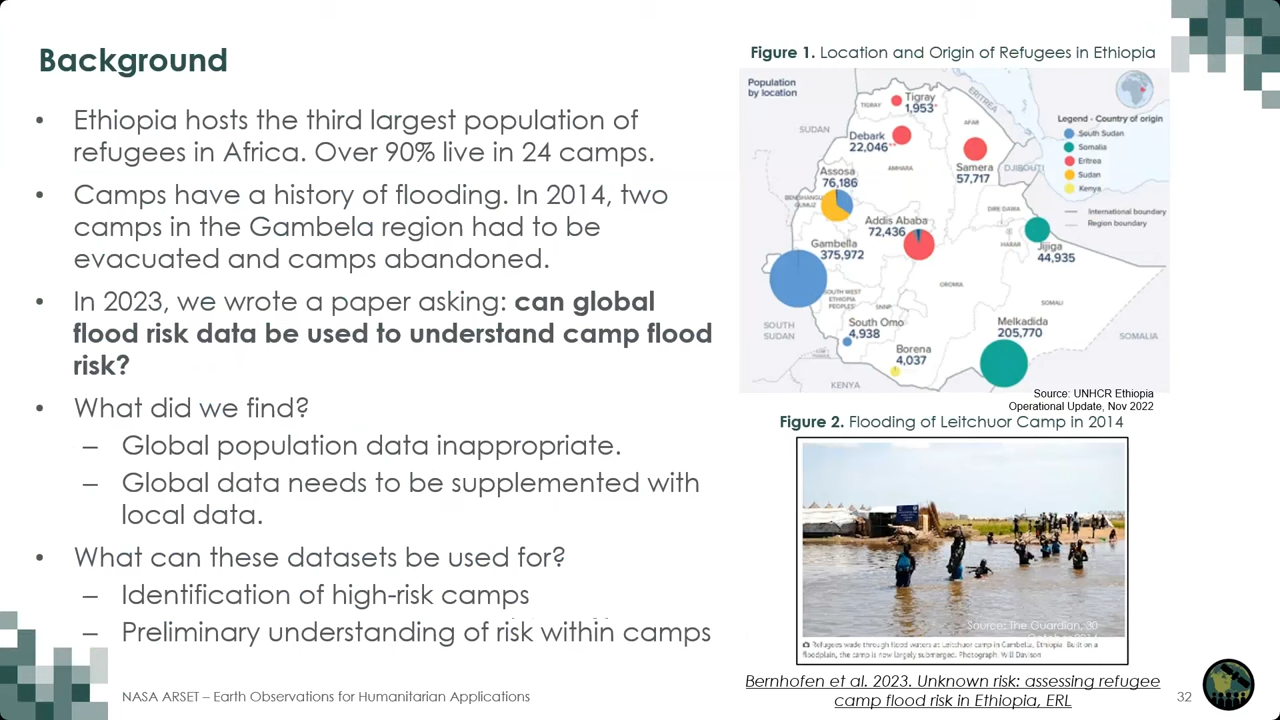 Background
• Ethiopia hosts the third largest population of
refugees in Africa. Over 90% live in 24 camps.
• Camps have a history of flooding. In 2014, two
camps in the Gambela region had to be
evacuated and camps abandoned.
• In 2023, we wrote a paper asking: can global
flood risk data be used to understand camp flood
risk?
• What did we find?
– Global population data inappropriate.
– Global data needs to be supplemented with
local data.
• What can these datasets be used for?
– Identification of high-risk camps
– Preliminary understanding of risk within camps
Figure 1. Location and Origin of Refugees in Ethiopia
Population
by location
Tigray
1,953*
TIGRAY
ERITREA
SUDAN
AFAR
Debark
22,046**
AMHARA
Samera
57,717
DJIBOUTI
Legend - Country of origin
South Sudan
Somalia
Eritrea
Sudan
Kenya
International boundary
Region boundary
Assosa
76,186
GUMUZ
Addis Ababa
72,436
DIRE DAWA
HARAR
Jijiga
44,935
Gambella
375,972
SOUTH WEST
ETHIOPIA
PEOPLES'
SNNP
OROMIA
SOMALI
SOUTH
SUDAN
South Omo
4,938
Melkadida
205,770
SOMALIA
Borena
4,037
KENYA
Source: UNHCR Ethiopia
Operational Update, Nov 2022
Figure 2. Flooding of Leitchuor Camp in 2014
Source: The Guardian, 30
October 2014
Refugees wade through flood waters at Leitchuor camp in Gambella, Ethiopia. Built on a
floodplain, the camp is now largely submerged. Photograph: Will Davison
Bernhofen et al. 2023. Unknown risk: assessing refugee
camp flood risk in Ethiopia, ERL
NASA ARSET – Earth Observations for Humanitarian Applications
32